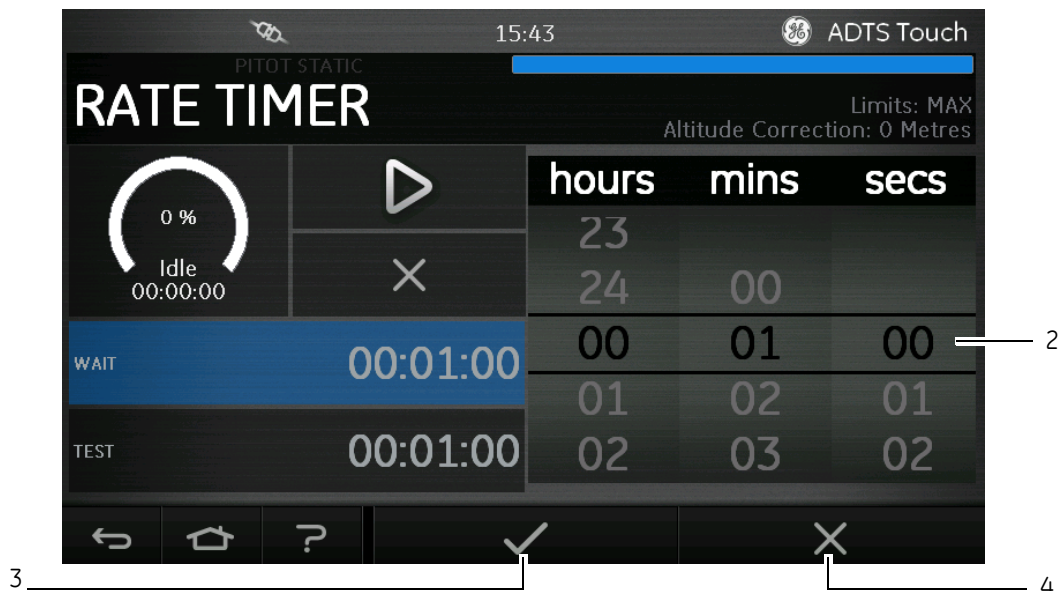 15:43
ADTS Touch
PITOT STATIC
RATE TIMER
Limits: MAX
Altitude Correction: 0 Metres
0 %
Idle
00:00:00
hours mins secs
23
24 00
00 01 00
01 02 01
02 03 02
WAIT 00:01:00
TEST 00:01:00
?
2
3
4